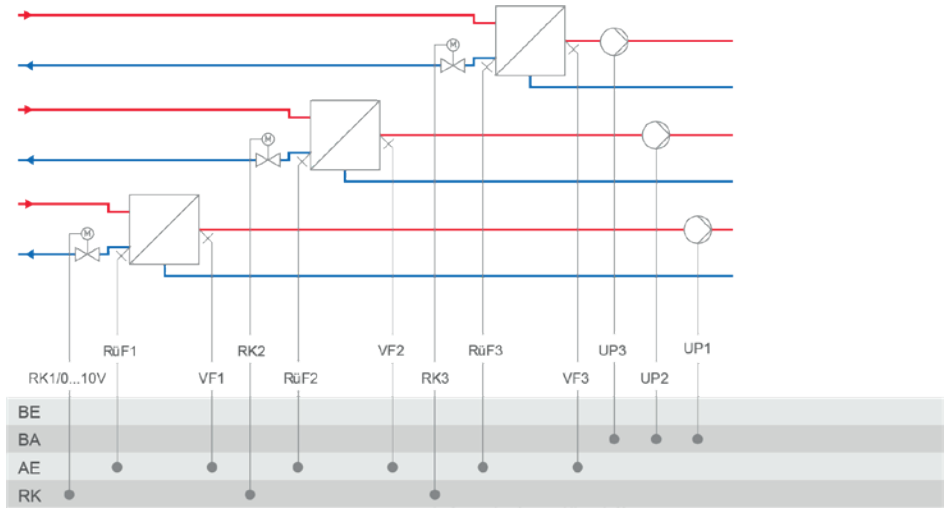 M
M
M
RüF1 RK2 VF2 RüF3 UP3 UP1
RK1/0...10V VF1 RüF2 RK3 VF3 UP2
BE
BA
AE
RK